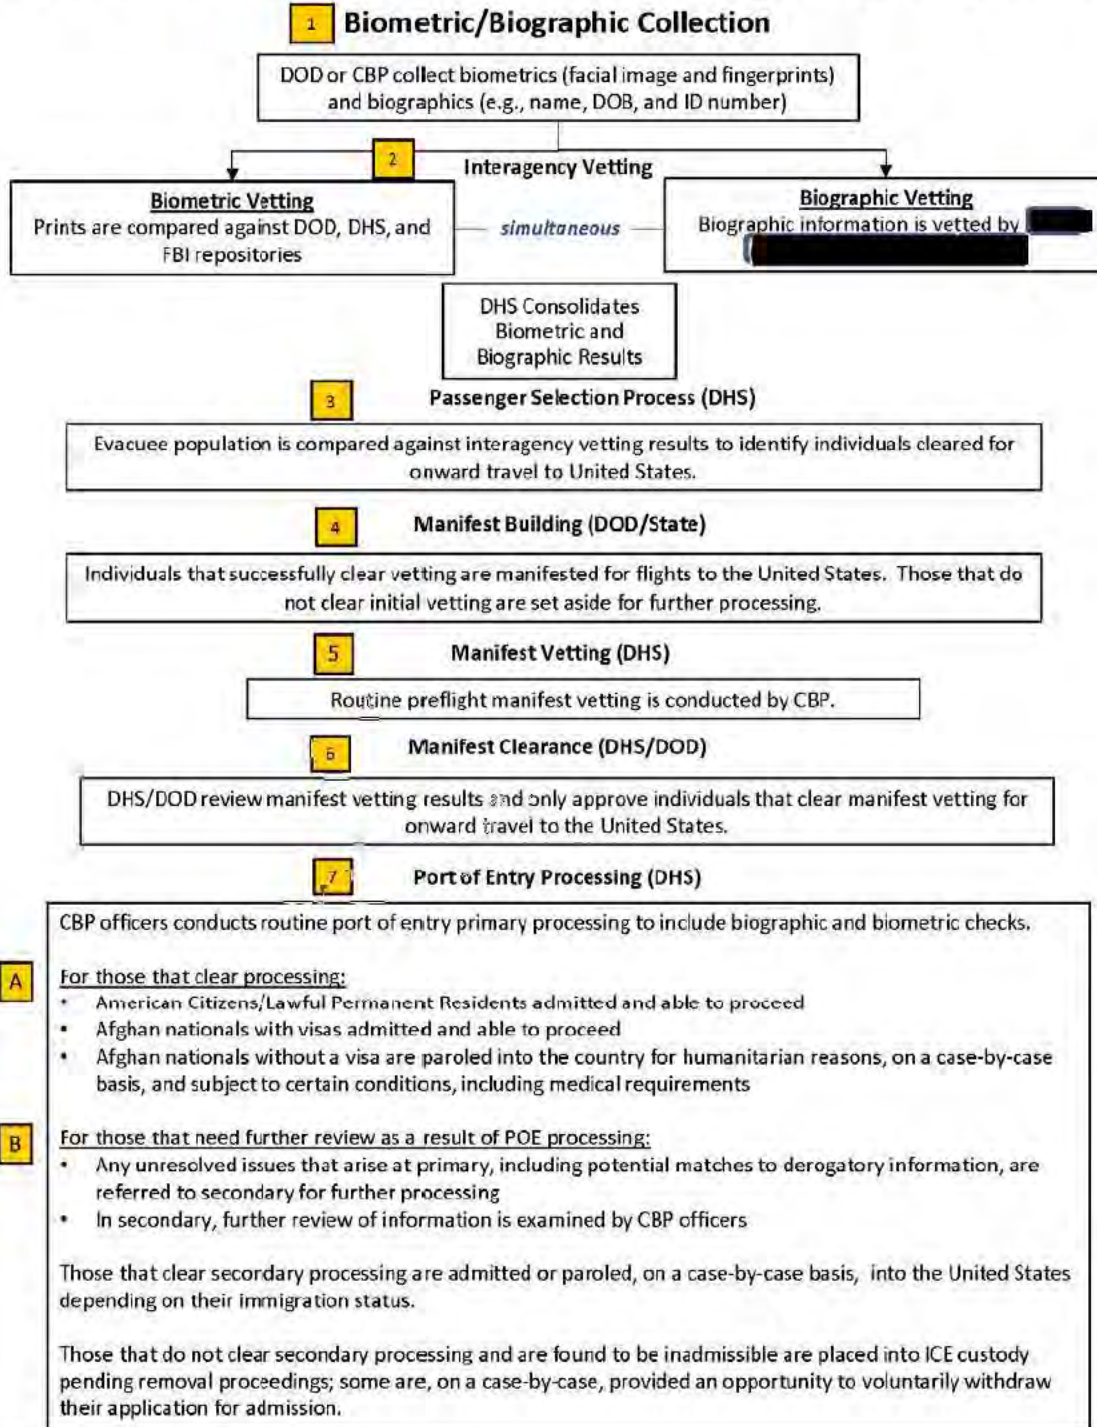 1 Biometric/Biographic Collection
DOD or CBP collect biometrics (facial image and fingerprints)
and biographics (e.g., name, DOB, and ID number)
2
Interagency Vetting
Biometric Vetting
Prints are compared against DOD, DHS, and
FBI repositories
simultaneous
Biographic Vetting
Biographic information is vetted by
(
DHS Consolidates
Biometric and
Biographic Results
3 Passenger Selection Process (DHS)
Evacuee population is compared against interagency vetting results to identify individuals cleared for
onward travel to United States.
4 Manifest Building (DOD/State)
Individuals that successfully clear vetting are manifested for flights to the United States. Those that do
not clear initial vetting are set aside for further processing.
5 Manifest Vetting (DHS)
Routine preflight manifest vetting is conducted by CBP.
6 Manifest Clearance (DHS/DOD)
DHS/DOD review manifest vetting results and only approve individuals that clear manifest vetting for
onward travel to the United States.
7 Port of Entry Processing (DHS)
CBP officers conducts routine port of entry primary processing to include biographic and biometric checks.
A For those that clear processing:
• American Citizens/Lawful Permanent Residents admitted and able to proceed
• Afghan nationals with visas admitted and able to proceed
• Afghan nationals without a visa are paroled into the country for humanitarian reasons, on a case-by-case
basis, and subject to certain conditions, including medical requirements
B For those that need further review as a result of POE processing:
• Any unresolved issues that arise at primary, including potential matches to derogatory information, are
referred to secondary for further processing
• In secondary, further review of information is examined by CBP officers
Those that clear secondary processing are admitted or paroled, on a case-by-case basis, into the United States
depending on their immigration status.
Those that do not clear secondary processing and are found to be inadmissible are placed into ICE custody
pending removal proceedings; some are, on a case-by-case, provided an opportunity to voluntarily withdraw
their application for admission.